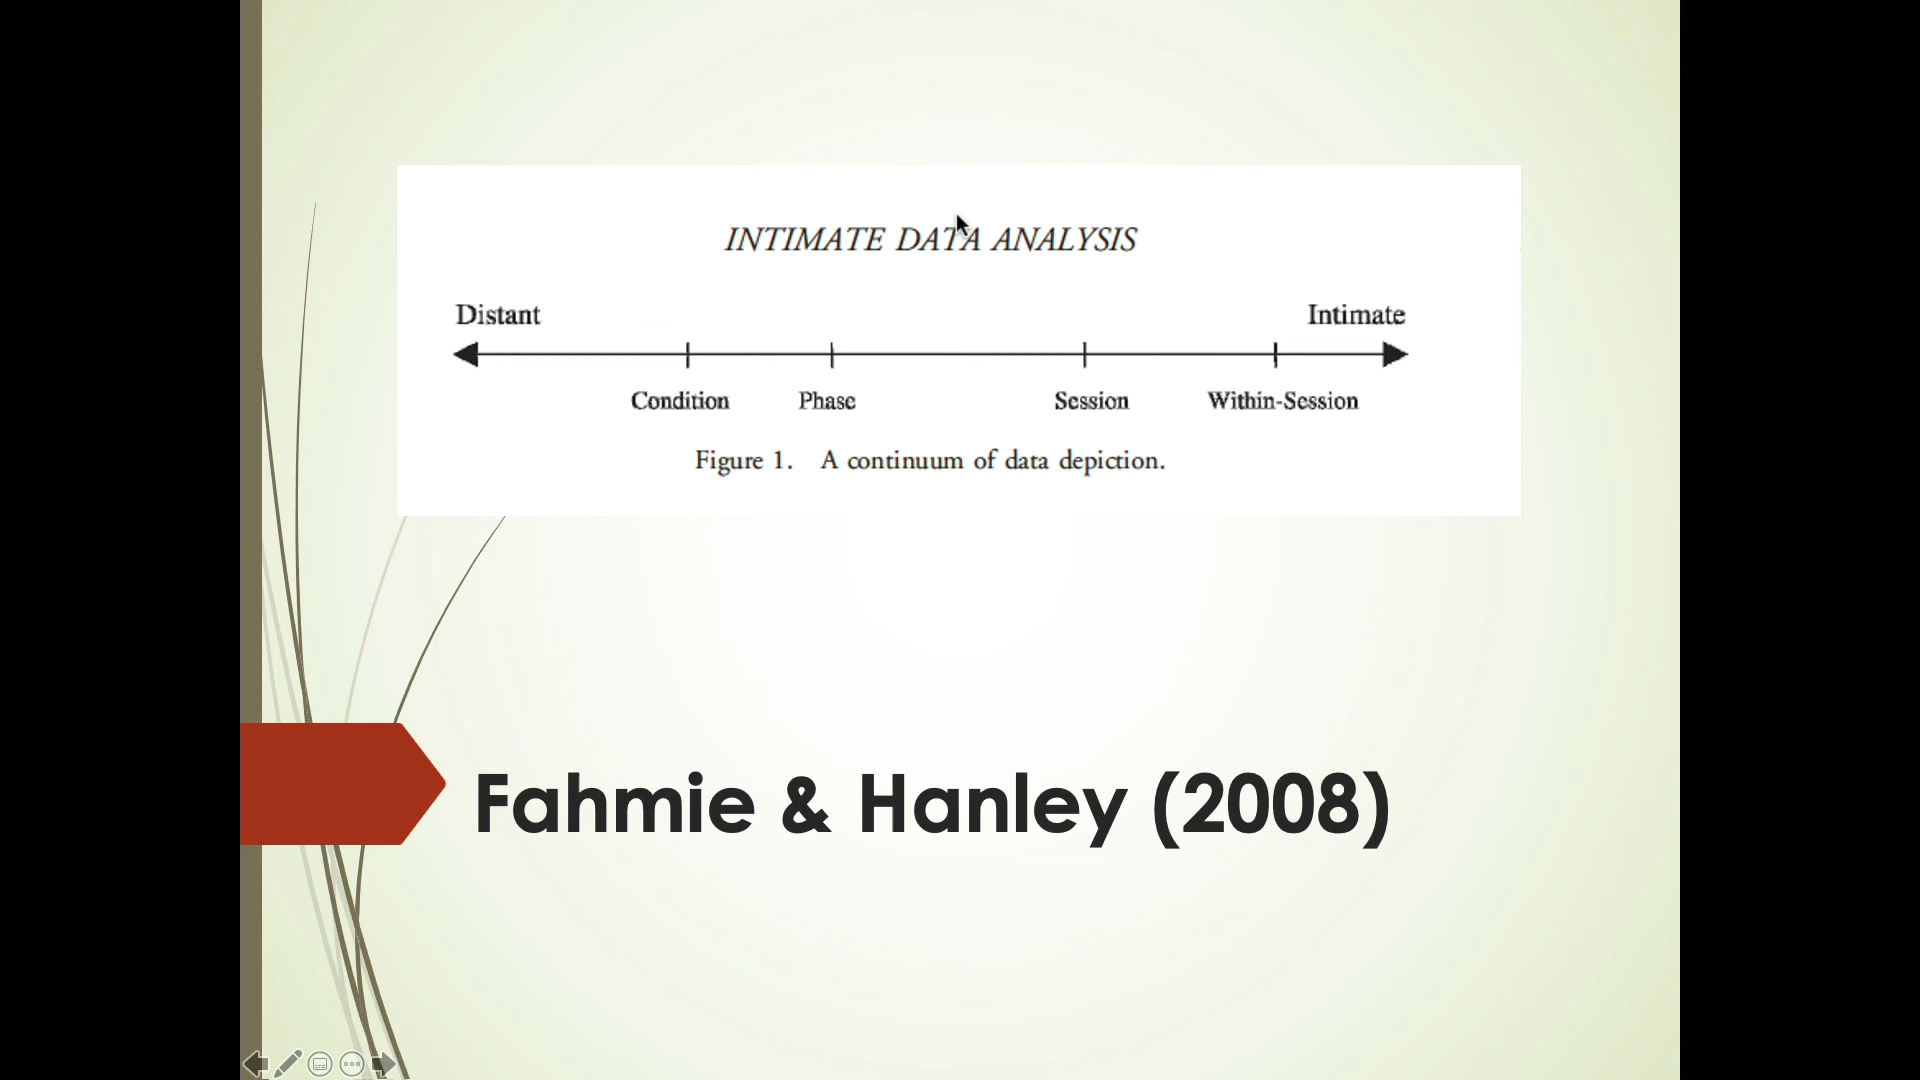 INTIMATE DATA ANALYSIS
Distant Intimate
Condition Phase Session Within-Session
Figure 1. A continuum of data depiction.
Fahmie & Hanley (2008)